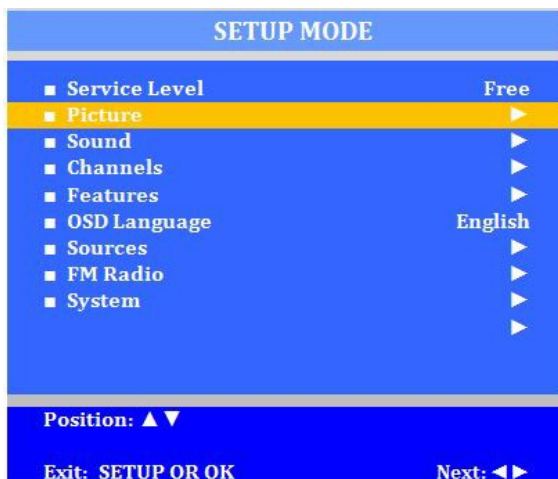 SETUP MODE
■ Service Level Free
■ Picture ▶
■ Sound ▶
■ Channels ▶
■ Features ▶
■ OSD Language English
■ Sources ▶
■ FM Radio ▶
■ System ▶
▶
Position: ▲ ▼
Exit: SETUP OR OK Next: ◀ ▶